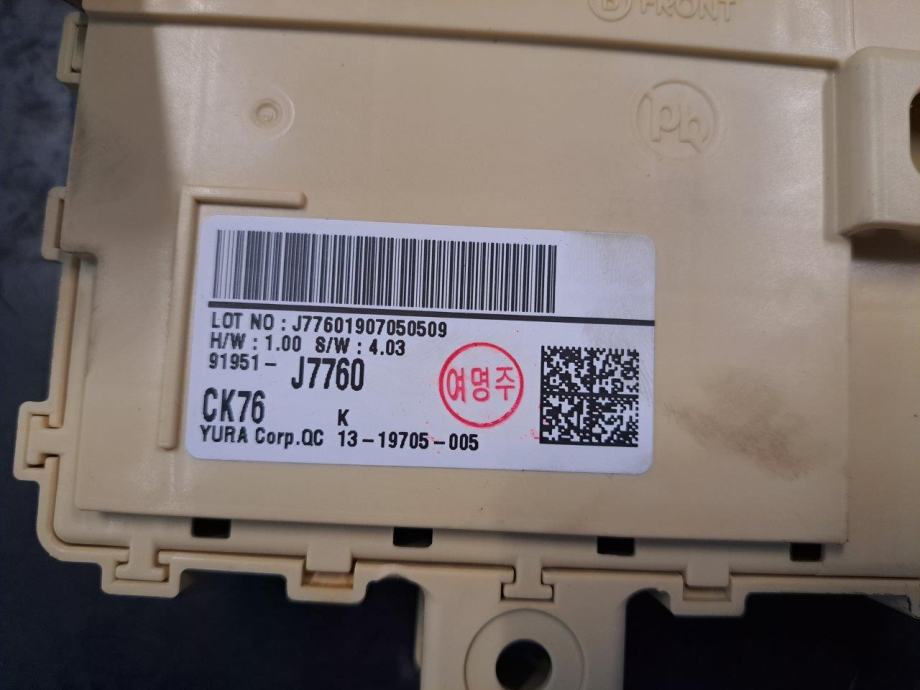 B FRONT
pb
LOT NO : J77601907050509
H/W : 1.00 S/W : 4.03
91951- J7760
여명주
CK76 K
YURA Corp.QC 13-19705-005